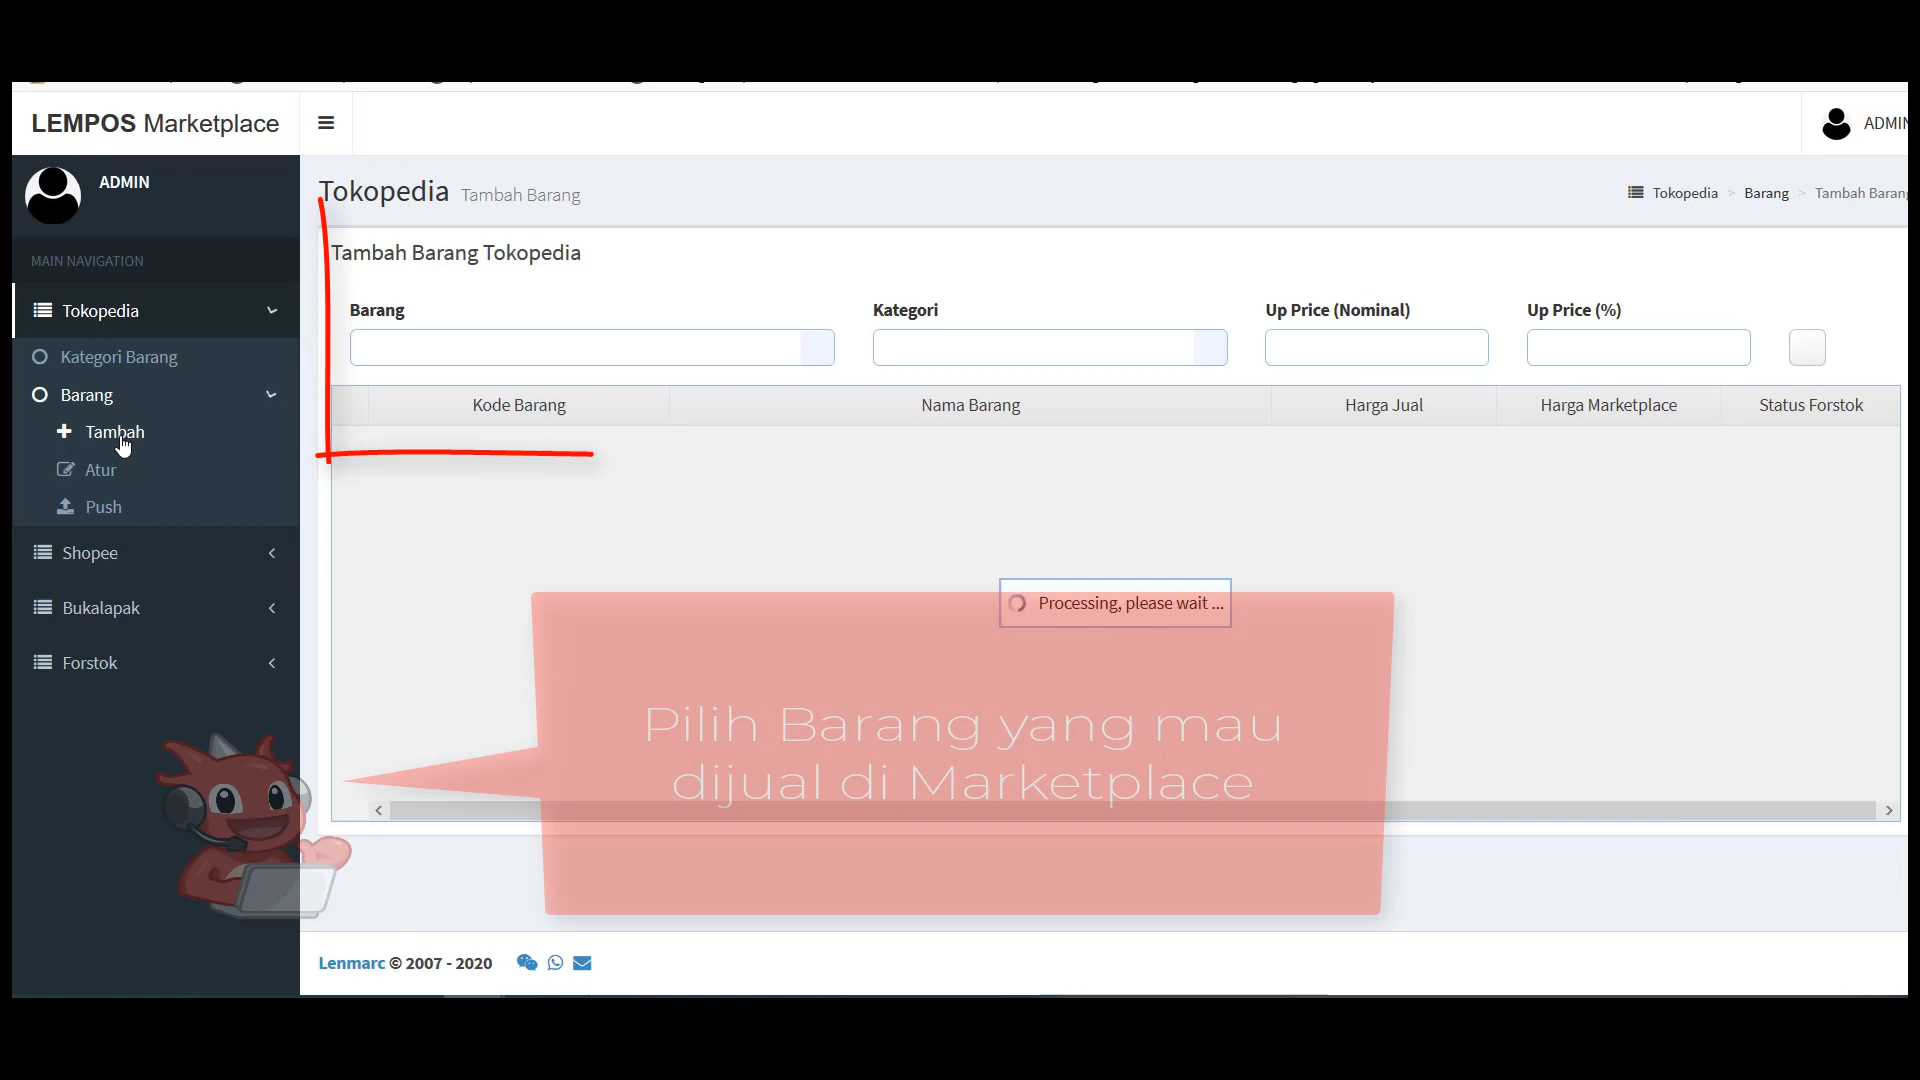 LEMPOS Marketplace
ADMIN
ADMIN
MAIN NAVIGATION
Tokopedia
Kategori Barang
Barang
Tambah
Atur
Push
Shopee
Bukalapak
Forstok
Tokopedia Tambah Barang
Tokopedia > Barang > Tambah Barang
Tambah Barang Tokopedia
Barang Kategori Up Price (Nominal) Up Price (%)
Kode Barang Nama Barang Harga Jual Harga Marketplace Status Forstok
Processing, please wait ...
Pilih Barang yang mau
dijual di Marketplace
Lenmarc © 2007 - 2020